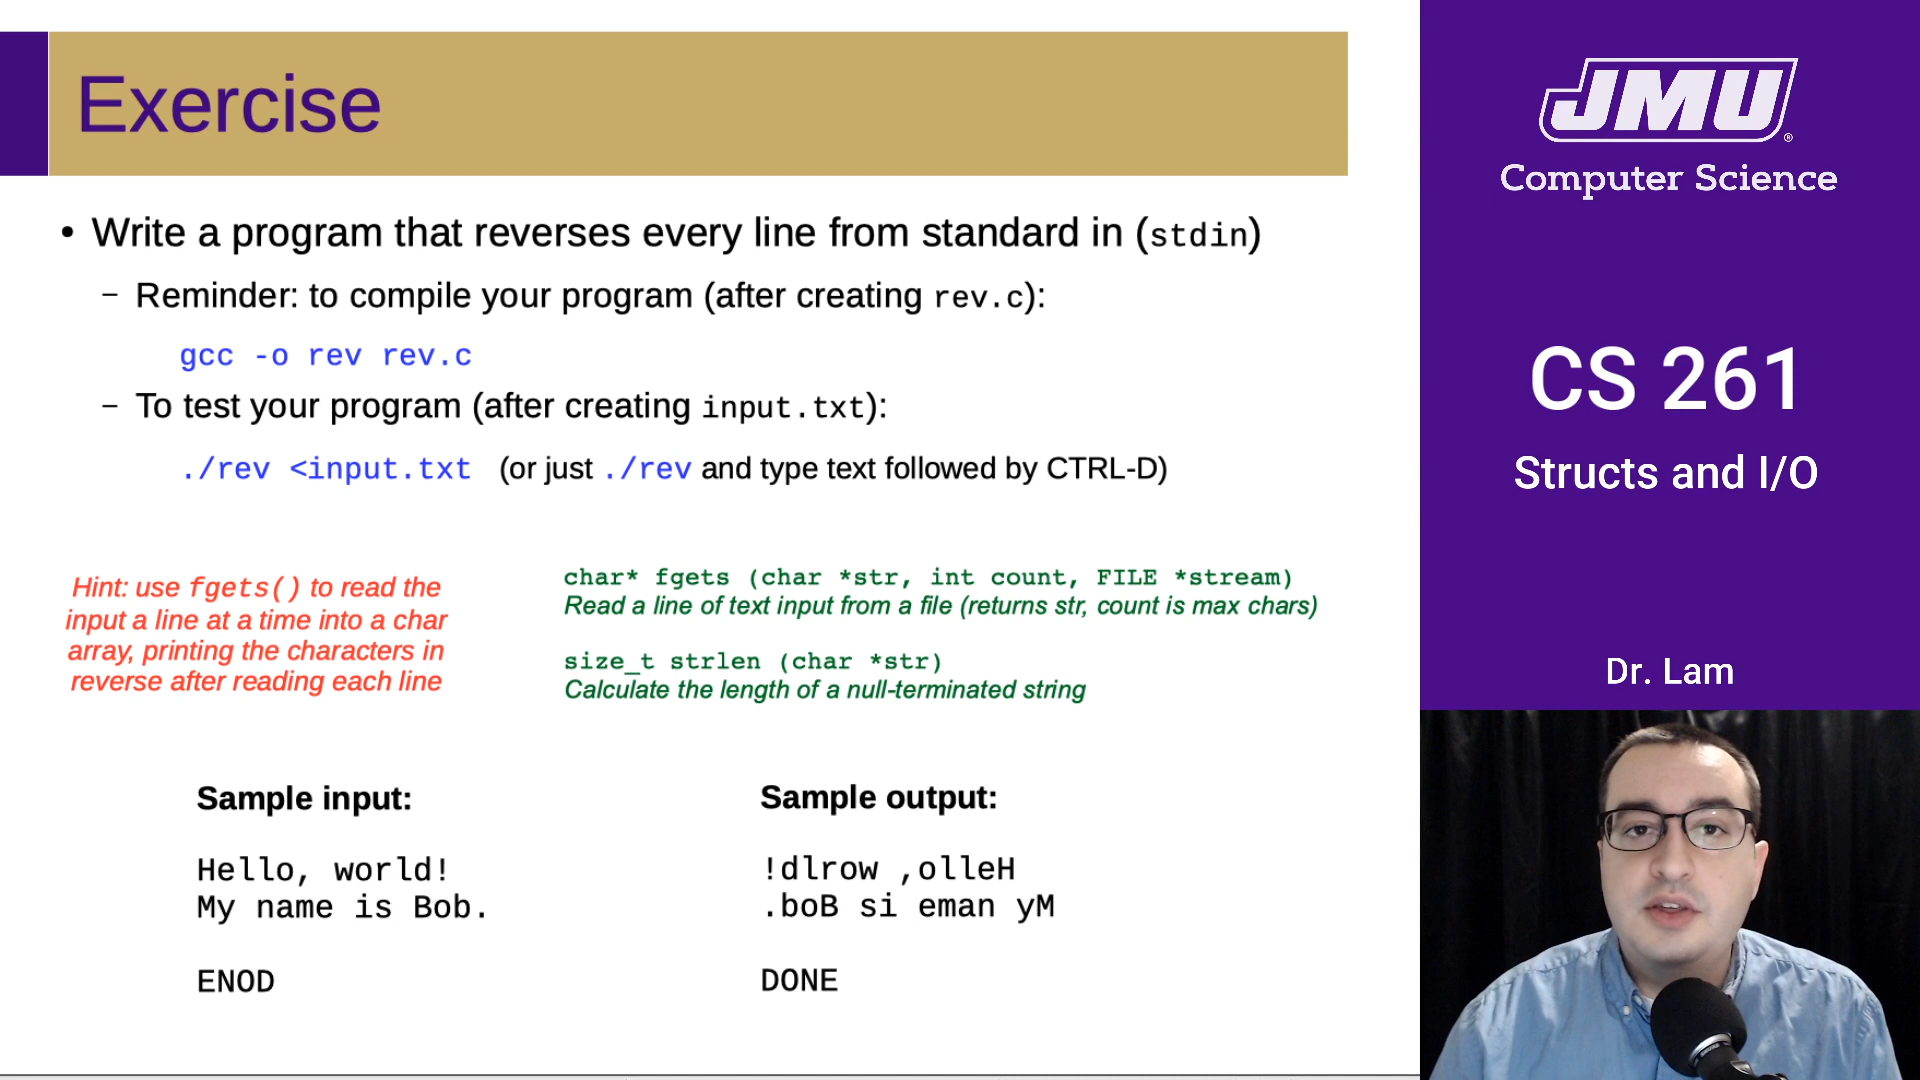 Exercise
• Write a program that reverses every line from standard in (stdin)
– Reminder: to compile your program (after creating rev.c):
gcc -o rev rev.c
– To test your program (after creating input.txt):
./rev <input.txt (or just ./rev and type text followed by CTRL-D)
Hint: use fgets() to read the
input a line at a time into a char
array, printing the characters in
reverse after reading each line
char* fgets (char *str, int count, FILE *stream)
Read a line of text input from a file (returns str, count is max chars)
size_t strlen (char *str)
Calculate the length of a null-terminated string
Sample input:
Hello, world!
My name is Bob.
ENOD
Sample output:
!dlrow ,olleH
.boB si eman yM
DONE
JMU®
Computer Science
CS 261
Structs and I/O
Dr. Lam